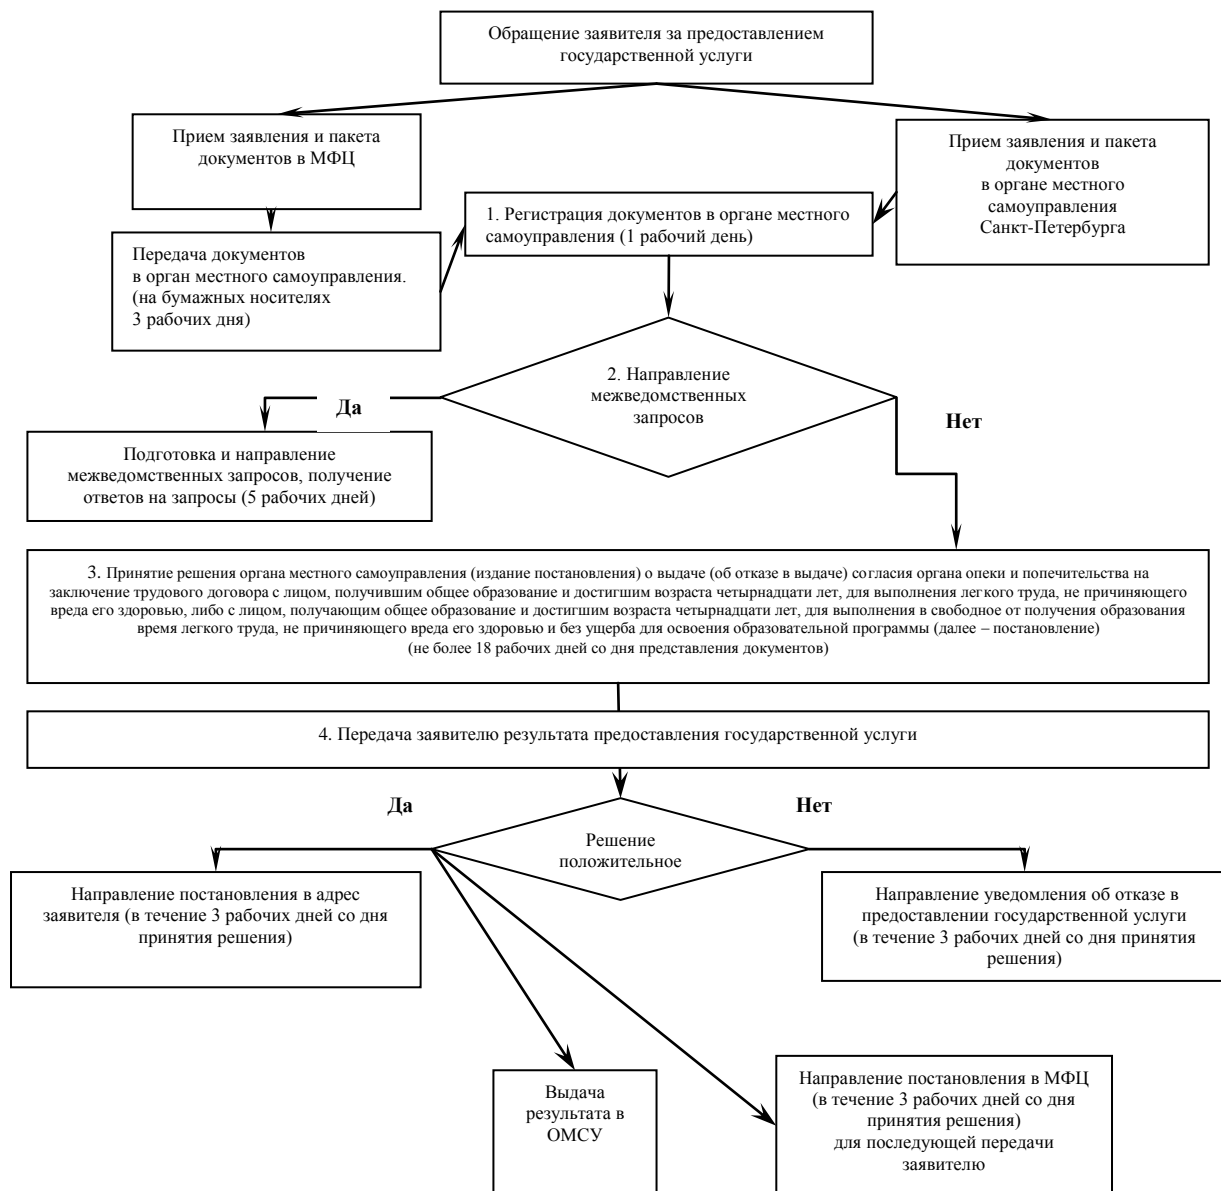 Обращение заявителя за предоставлением
государственной услуги
Прием заявления и пакета
документов в МФЦ
Прием заявления и пакета
документов
в органе местного
самоуправления
Санкт-Петербурга
1. Регистрация документов в органе местного
самоуправления (1 рабочий день)
Передача документов
в орган местного самоуправления.
(на бумажных носителях
3 рабочих дня)
2. Направление
межведомственных
запросов
Да
Нет
Подготовка и направление
межведомственных запросов, получение
ответов на запросы (5 рабочих дней)
3. Принятие решения органа местного самоуправления (издание постановления) о выдаче (об отказе в выдаче) согласия органа опеки и попечительства на
заключение трудового договора с лицом, получившим общее образование и достигшим возраста четырнадцати лет, для выполнения легкого труда, не причиняющего
вреда его здоровью, либо с лицом, получающим общее образование и достигшим возраста четырнадцати лет, для выполнения в свободное от получения образования
время легкого труда, не причиняющего вреда его здоровью и без ущерба для освоения образовательной программы (далее – постановление)
(не более 18 рабочих дней со дня представления документов)
4. Передача заявителю результата предоставления государственной услуги
Да
Нет
Решение
положительное
Направление постановления в адрес
заявителя (в течение 3 рабочих дней со дня
принятия решения)
Направление уведомления об отказе в
предоставлении государственной услуги
(в течение 3 рабочих дней со дня принятия
решения)
Выдача
результата в
ОМСУ
Направление постановления в МФЦ
(в течение 3 рабочих дней со дня
принятия решения)
для последующей передачи
заявителю